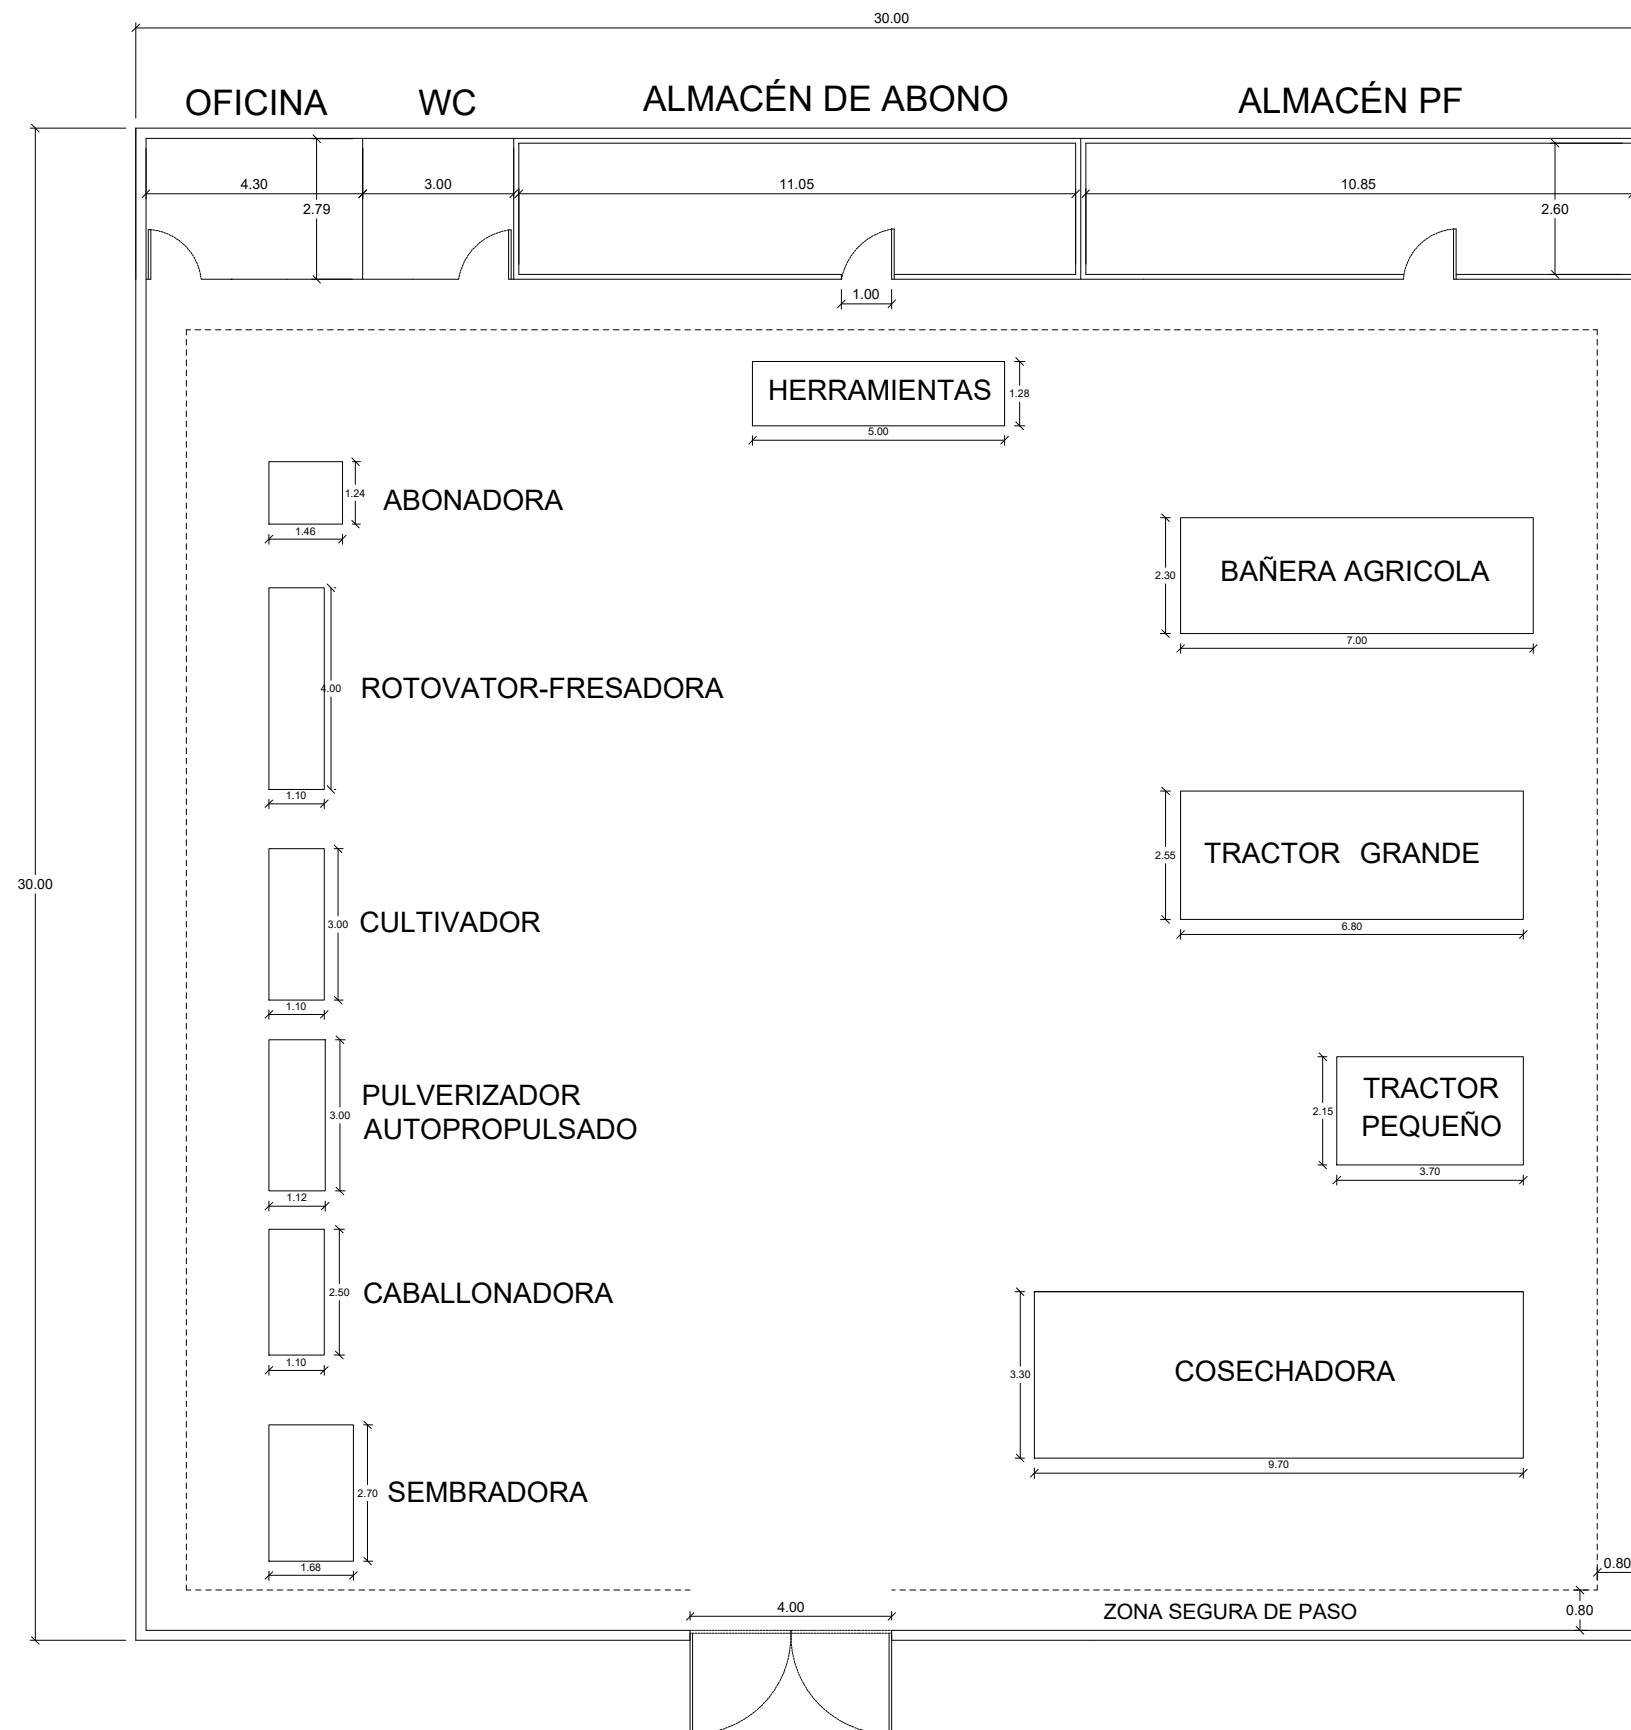 30.00
OFICINA
WC
ALMACÉN DE ABONO
ALMACÉN PF
4.30
3.00
11.05
10.85
2.79
2.60
1.00
HERRAMIENTAS
1.28
5.00
1.24
ABONADORA
1.46
2.30
BAÑERA AGRICOLA
7.00
4.00
ROTOVATOR-FRESADORA
1.10
2.55
TRACTOR GRANDE
6.80
30.00
3.00
CULTIVADOR
1.10
PULVERIZADOR
AUTOPROPULSADO
3.00
1.12
TRACTOR
PEQUEÑO
2.15
3.70
2.50
CABALLONADORA
1.10
3.30
COSECHADORA
9.70
2.70
SEMBRADORA
1.68
0.80
4.00
ZONA SEGURA DE PASO
0.80